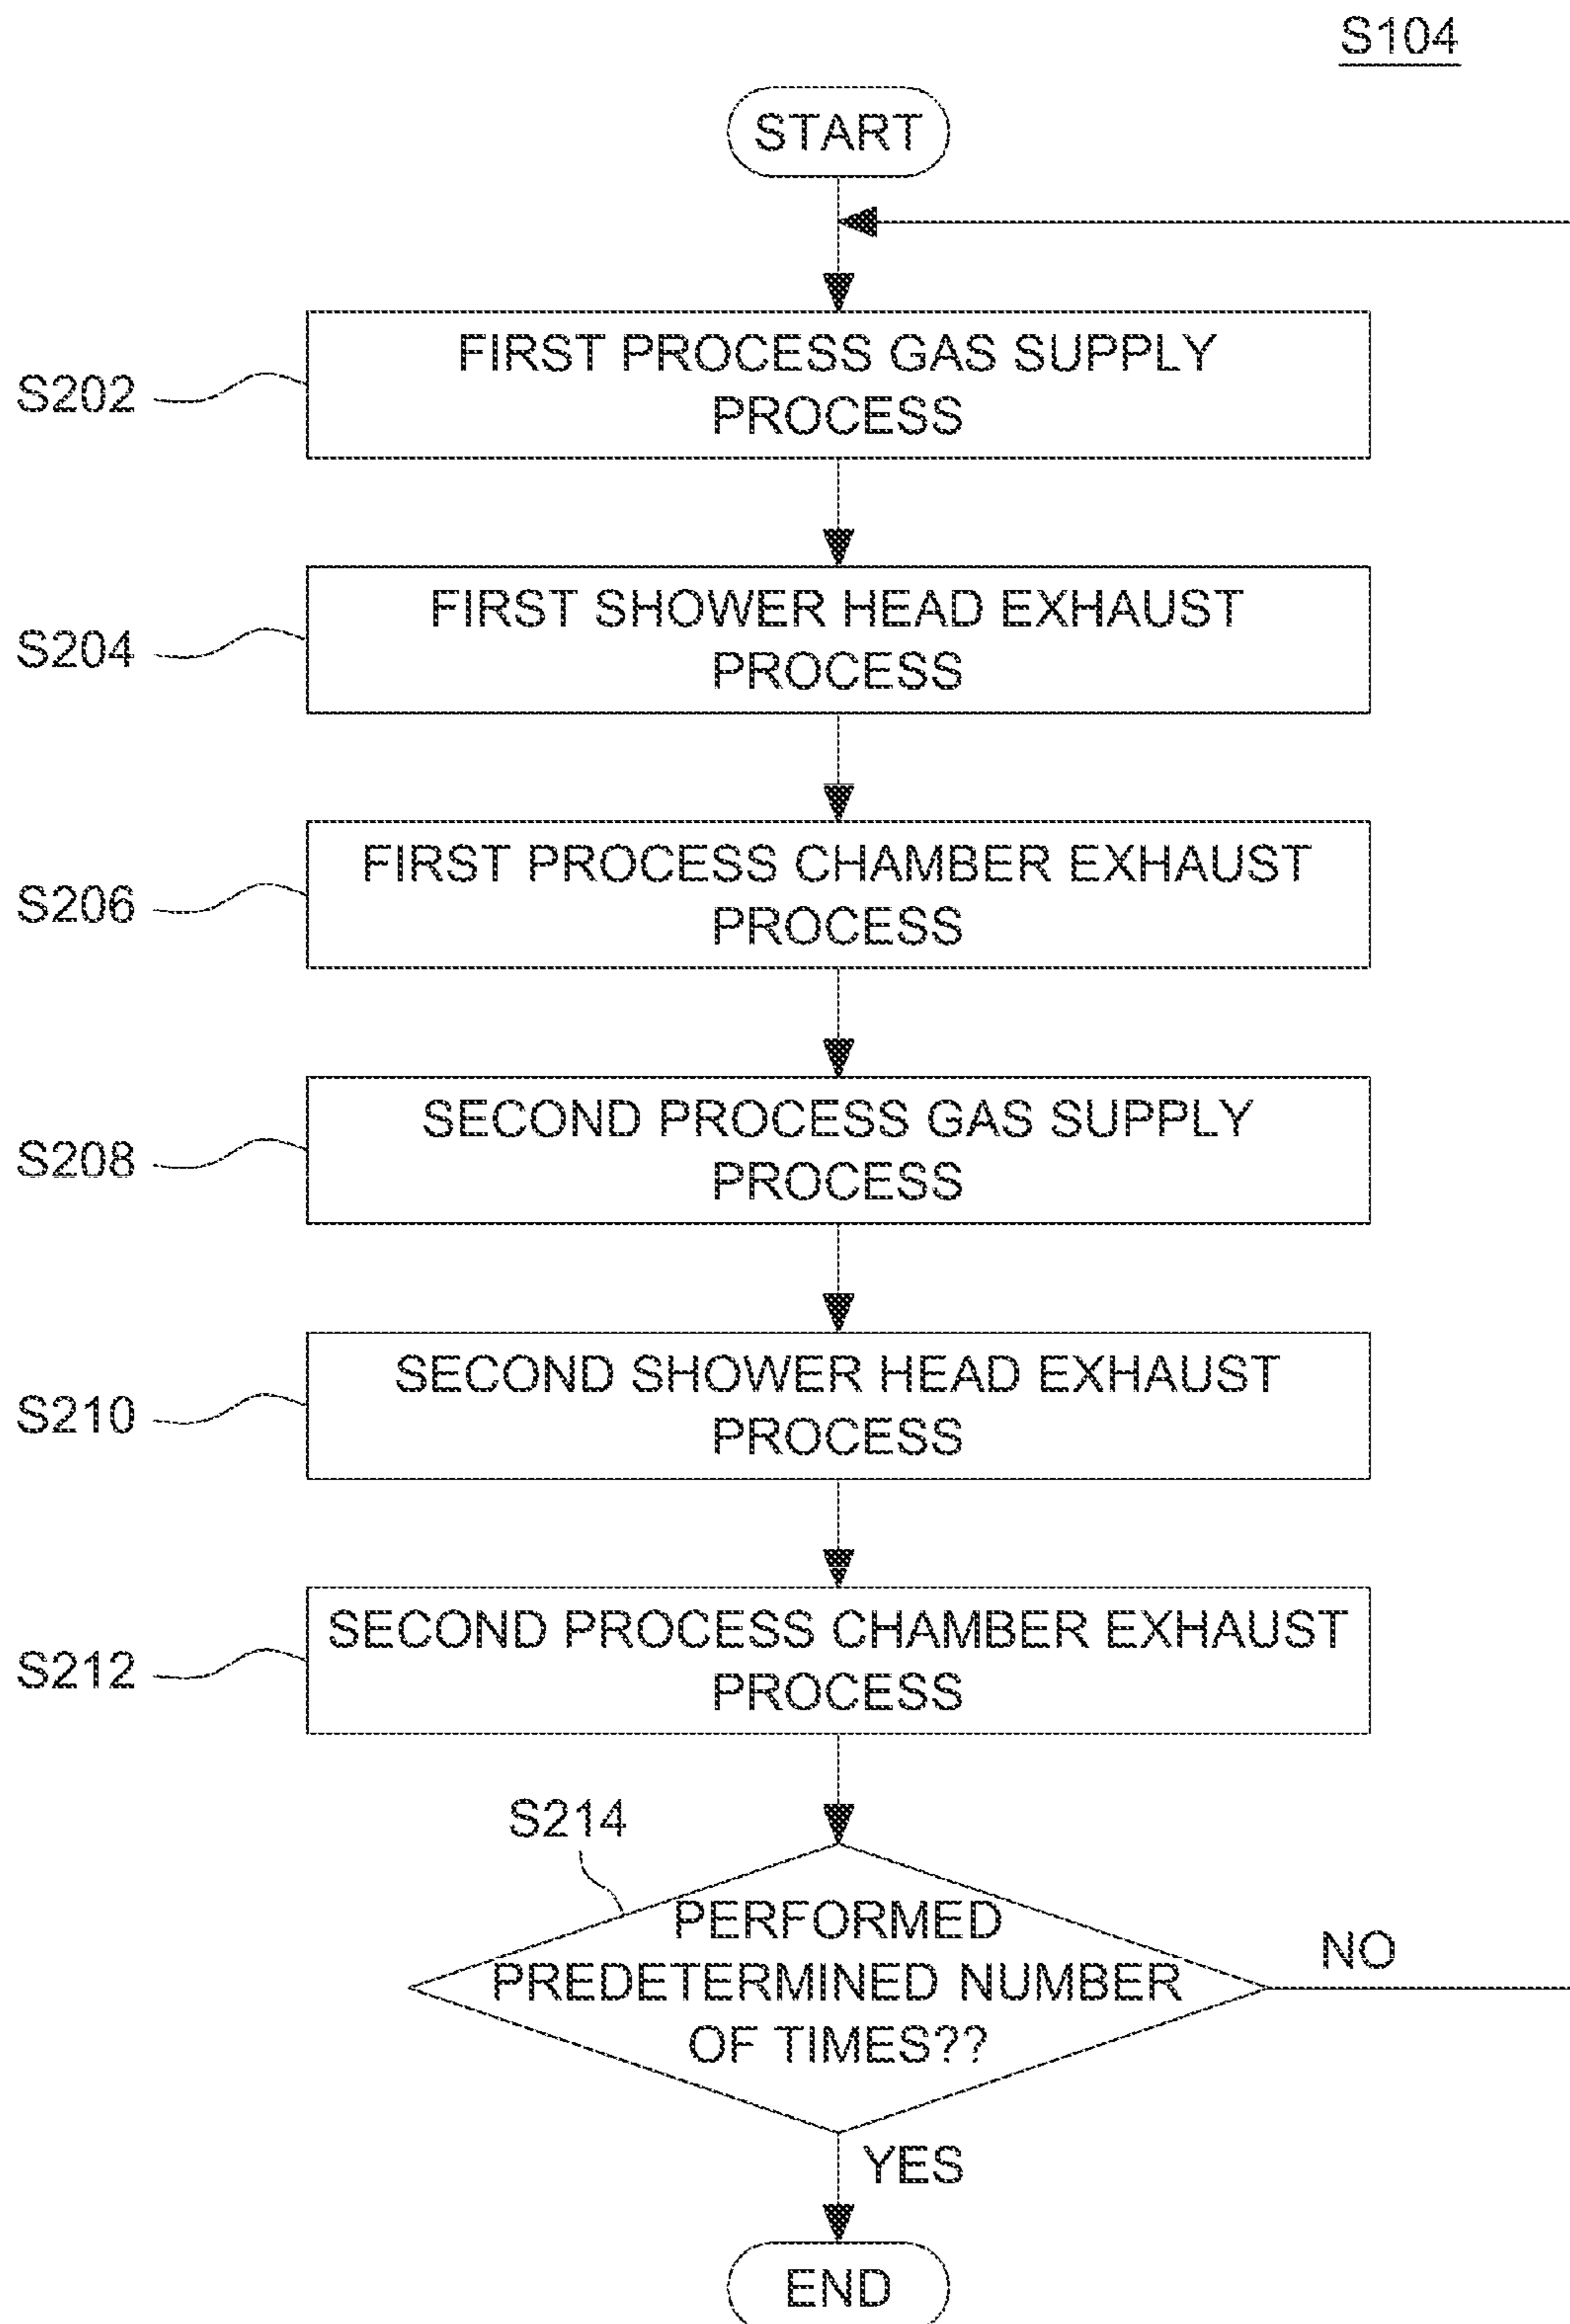 S104
START
S202
FIRST PROCESS GAS SUPPLY
PROCESS
S204
FIRST SHOWER HEAD EXHAUST
PROCESS
S206
FIRST PROCESS CHAMBER EXHAUST
PROCESS
S208
SECOND PROCESS GAS SUPPLY
PROCESS
S210
SECOND SHOWER HEAD EXHAUST
PROCESS
S212
SECOND PROCESS CHAMBER EXHAUST
PROCESS
S214
PERFORMED
PREDETERMINED NUMBER
OF TIMES??
NO
YES
END